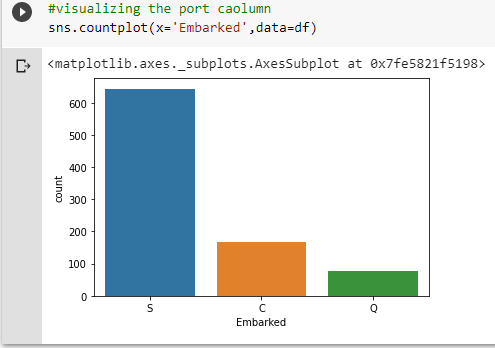 #visualizing the port caolumn
sns.countplot(x='Embarked',data=df)
<matplotlib.axes._subplots.AxesSubplot at 0x7fe5821f5198>
600
500
400
300
200
100
0
count
S C Q
Embarked